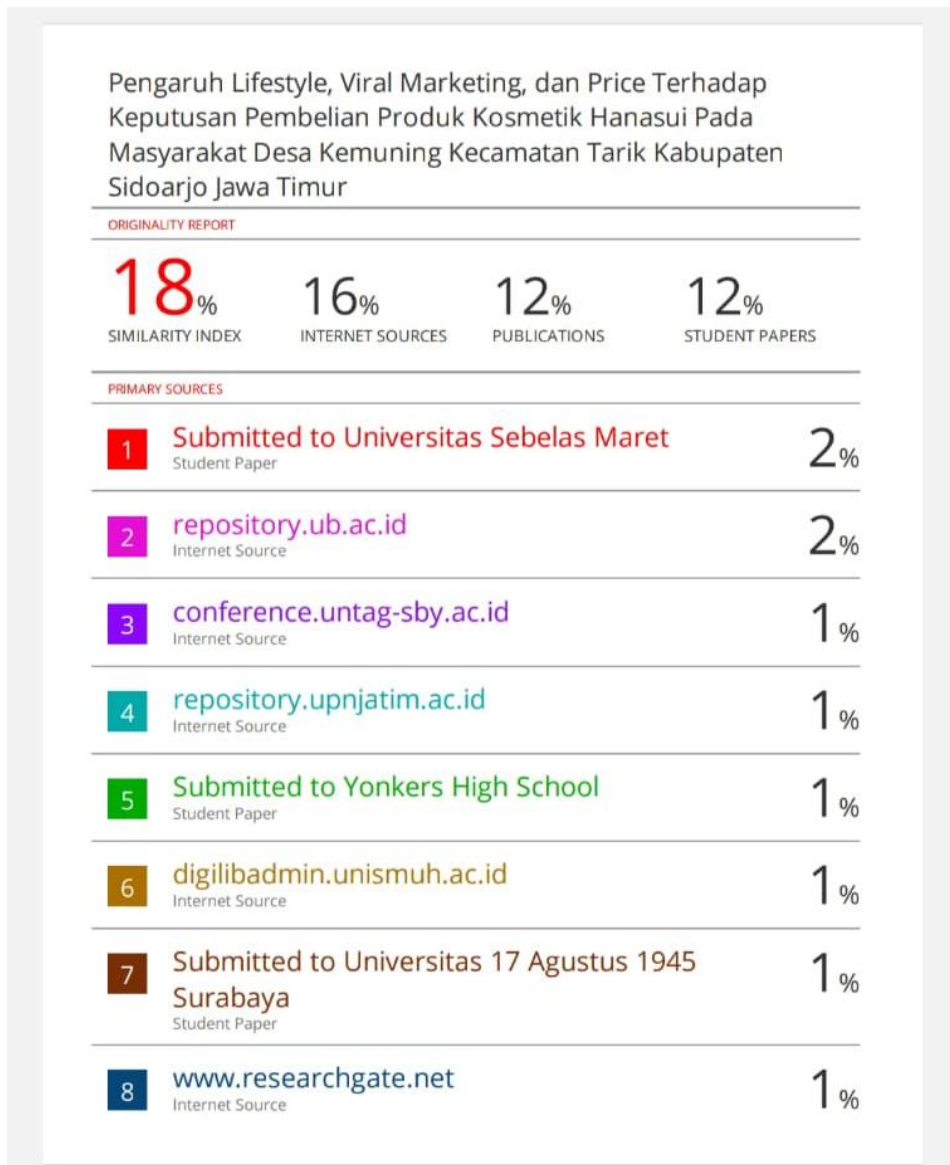 Pengaruh Lifestyle, Viral Marketing, dan Price Terhadap
Keputusan Pembelian Produk Kosmetik Hanasui Pada
Masyarakat Desa Kemuning Kecamatan Tarik Kabupaten
Sidoarjo Jawa Timur
ORIGINALITY REPORT
18% 16% 12% 12%
SIMILARITY INDEX INTERNET SOURCES PUBLICATIONS STUDENT PAPERS
PRIMARY SOURCES
1 Submitted to Universitas Sebelas Maret 2%
Student Paper
2 repository.ub.ac.id 2%
Internet Source
3 conference.untag-sby.ac.id 1%
Internet Source
4 repository.upnjatim.ac.id 1%
Internet Source
5 Submitted to Yonkers High School 1%
Student Paper
6 digilibadmin.unismuh.ac.id 1%
Internet Source
7 Submitted to Universitas 17 Agustus 1945 1%
Surabaya
Student Paper
8 www.researchgate.net 1%
Internet Source